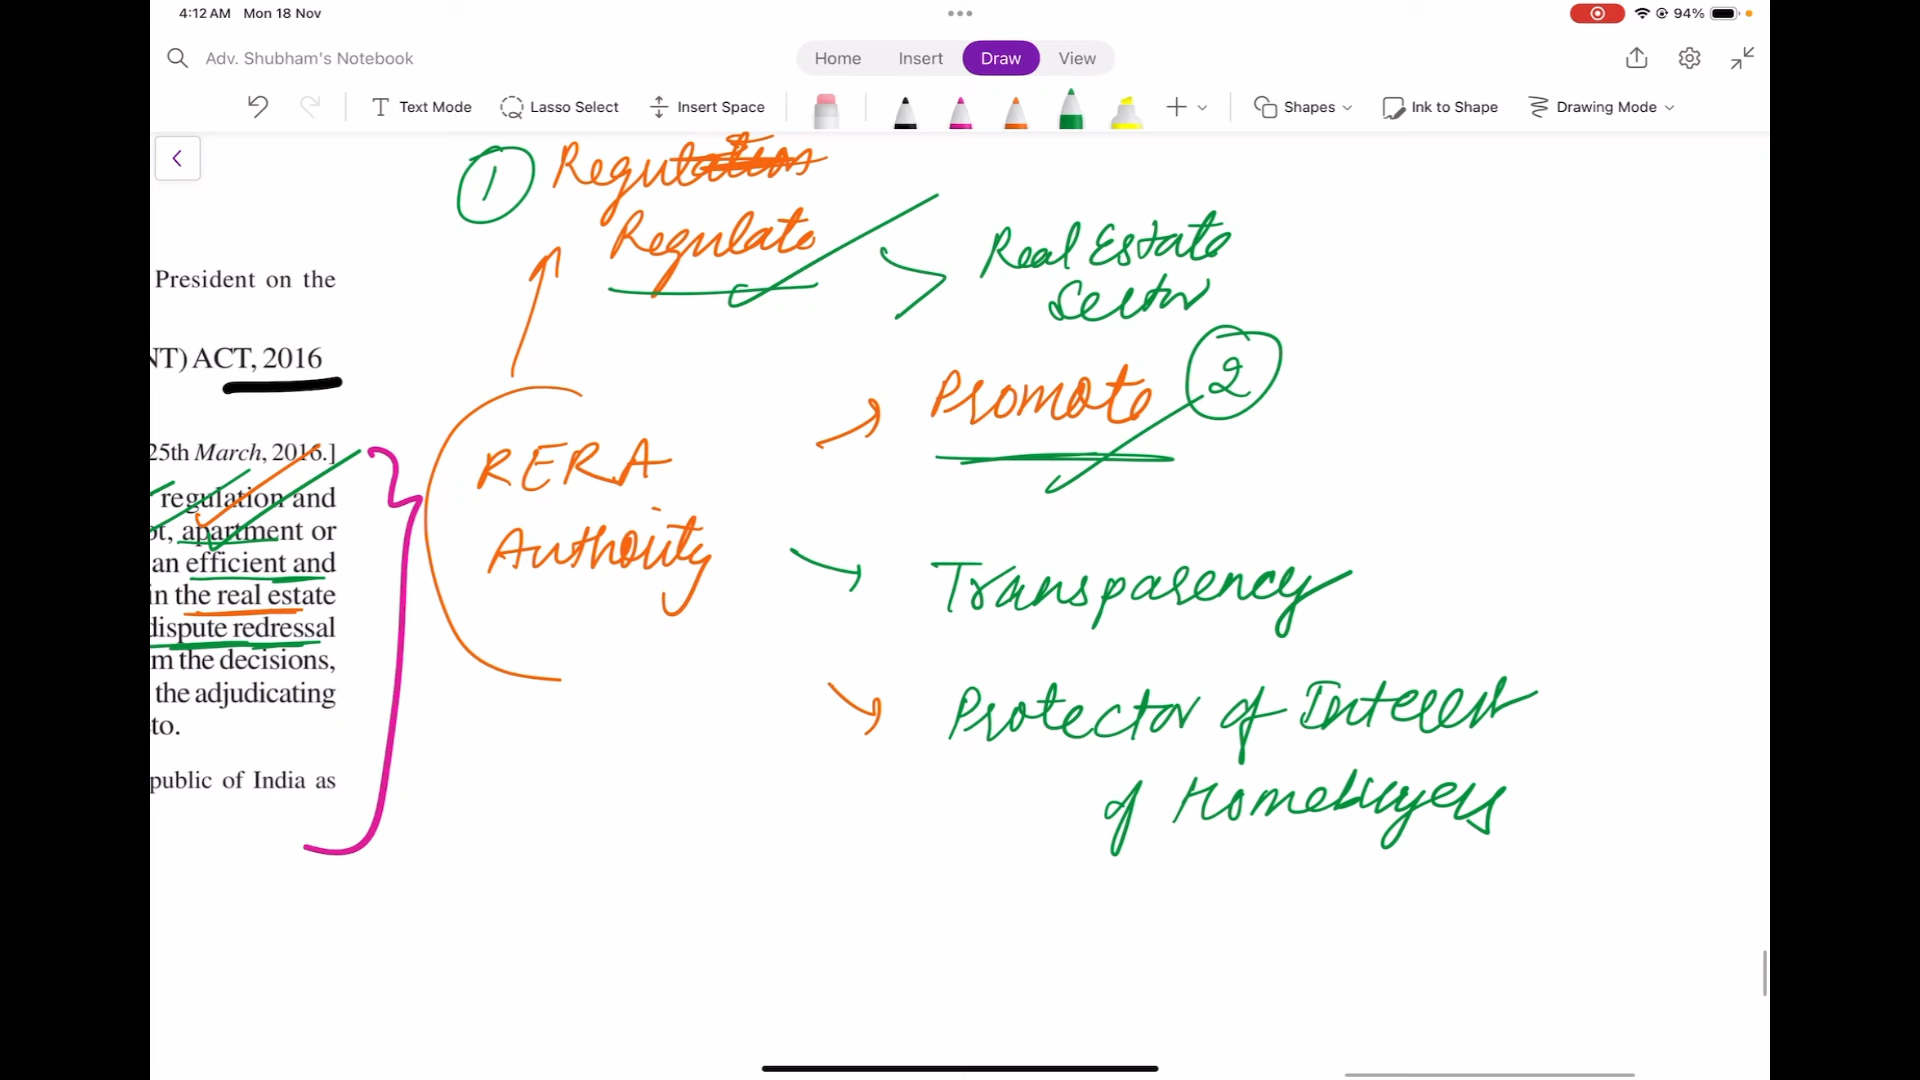 4:12 AM Mon 18 Nov
94%
Adv. Shubham's Notebook
Home Insert Draw View
Text Mode Lasso Select Insert Space Shapes Ink to Shape Drawing Mode
1 Regu
Regulate
Real Estate
Sector
Promote 2
RERA
Authority
Transparency
Protector of Interest
of Homebuyers
President on the
NT) ACT, 2016
25th March, 2016.]
regulation and
ot, apartment or
an efficient and
in the real estate
dispute redressal
m the decisions,
the adjudicating
to.
public of India as